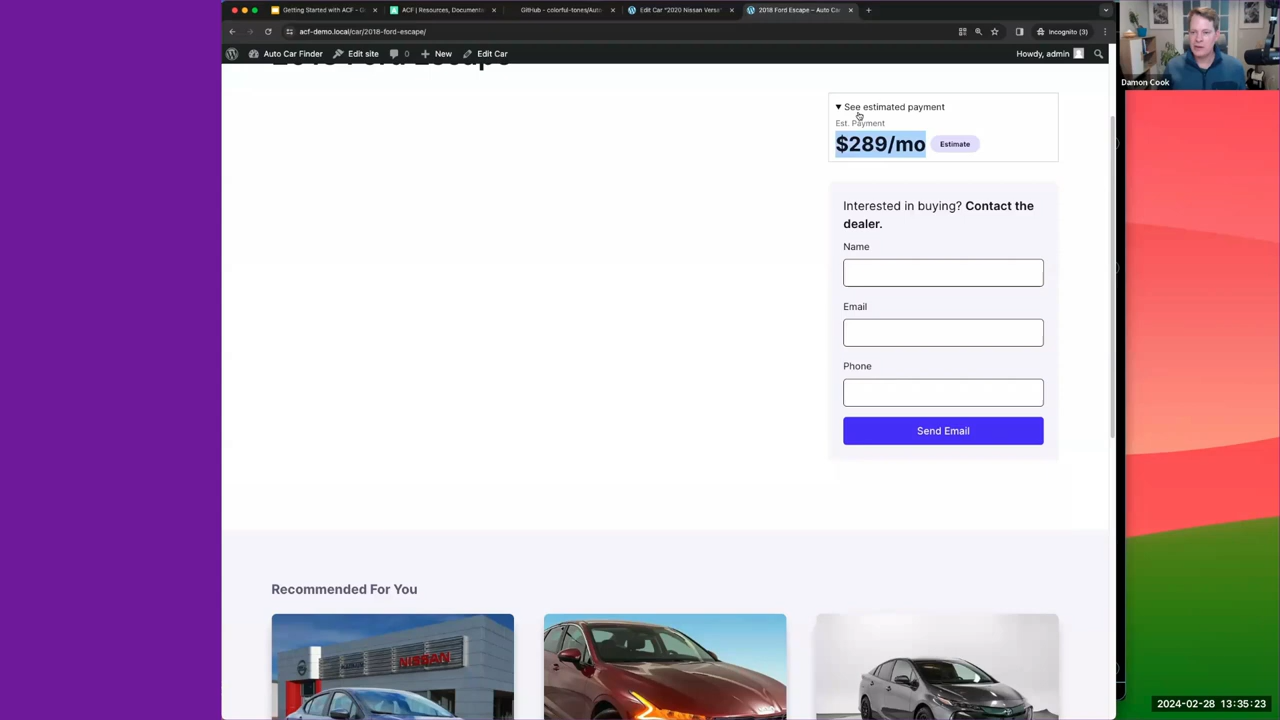 Getting Started with ACF - G
ACF | Resources, Documenta
GitHub - colorful-tones/Auto
Edit Car "2020 Nissan Versa"
2018 Ford Escape – Auto Car
acf-demo.local/car/2018-ford-escape/
Incognito (3)
Auto Car Finder
Edit site
0
New
Edit Car
Howdy, admin
2018 Ford Escape
See estimated payment
Est. Payment
$289/mo
Estimate
Interested in buying? Contact the
dealer.
Name
Email
Phone
Send Email
Recommended For You
NISSAN
Damon Cook
2024-02-28 13:35:23